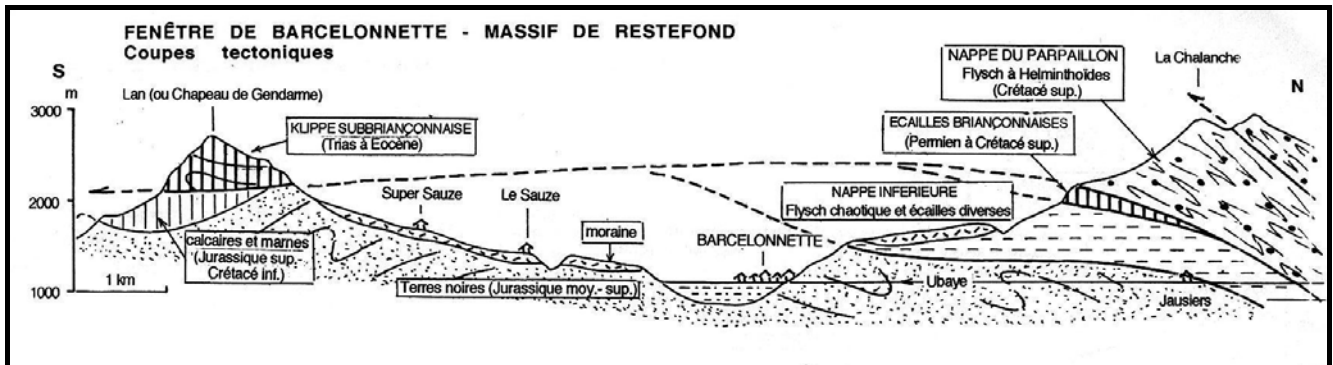 FENÊTRE DE BARCELONNETTE - MASSIF DE RESTEFOND
Coupes tectoniques
S
m
3000
2000
1000
1 km
Lan (ou Chapeau de Gendarme)
KLIPPE SUBBRIANÇONNAISE
(Trias à Eocène)
calcaires et marnes
(Jurassique sup.-
Crétacé inf.)
Super Sauze
Le Sauze
moraine
Terres noires (Jurassique moy.- sup.)
BARCELONNETTE
NAPPE INFERIEURE
Flysch chaotique et écailles diverses
ECAILLES BRIANÇONNAISES
(Permien à Crétacé sup.)
NAPPE DU PARPAILLON
Flysch à Helminthoïdes
(Crétacé sup.)
La Chalanche
N
Ubaye
Jausiers